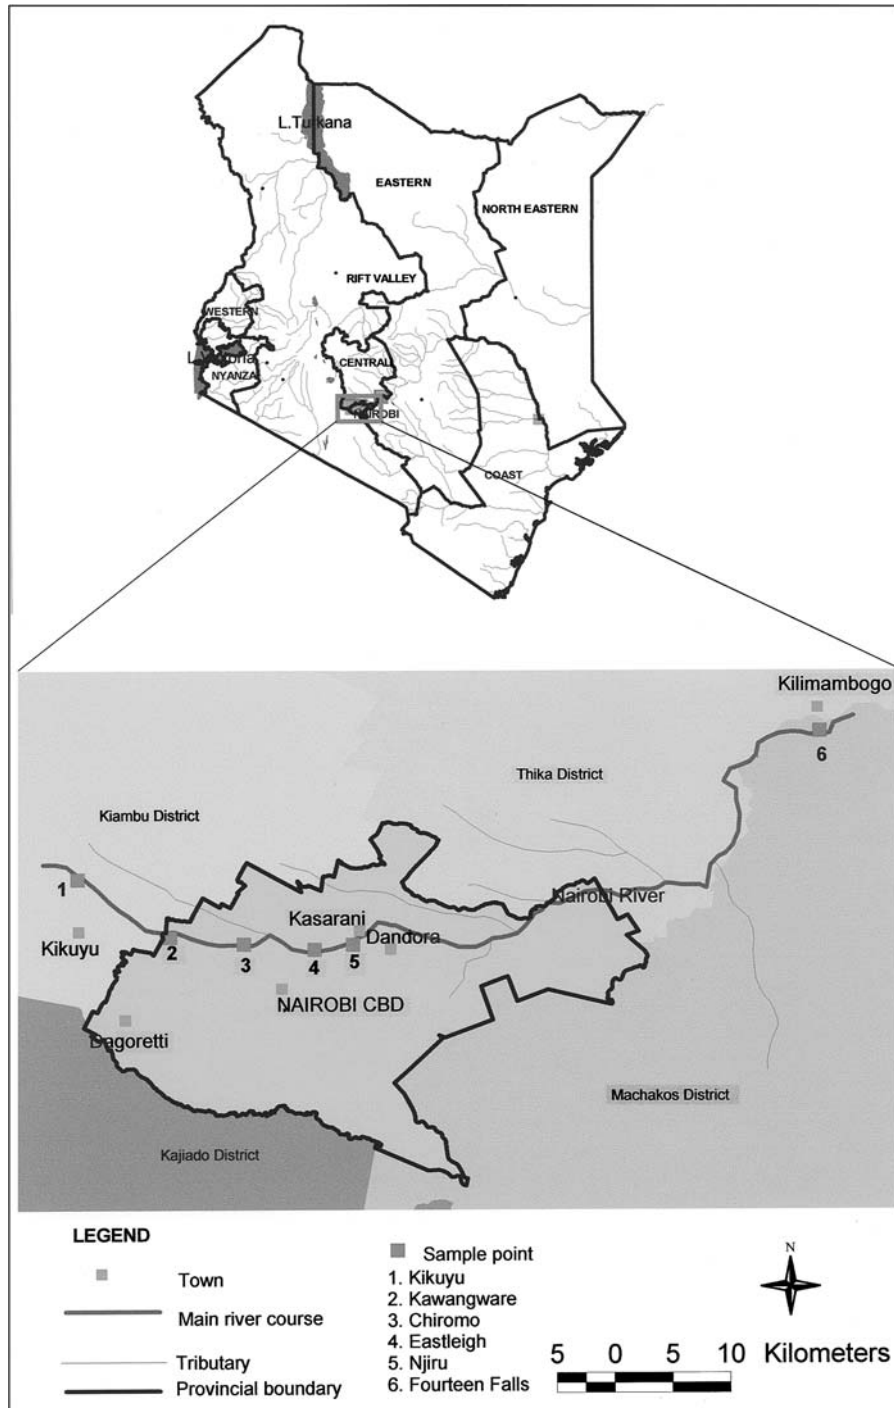 L.Turkana
EASTERN
NORTH EASTERN
RIFT VALLEY
WESTERN
NYANZA
CENTRAL
NAIROBI
COAST
Kilimambogo
6
Thika District
Kiambu District
1
Nairobi River
Kasarani
Kikuyu
2
3
4
5
Dandora
NAIROBI CBD
Dagoretti
Machakos District
Kajiado District
LEGEND
Town
Main river course
Tributary
Provincial boundary
Sample point
1. Kikuyu
2. Kawangware
3. Chiromo
4. Eastleigh
5. Njiru
6. Fourteen Falls
N
5 0 5 10 Kilometers